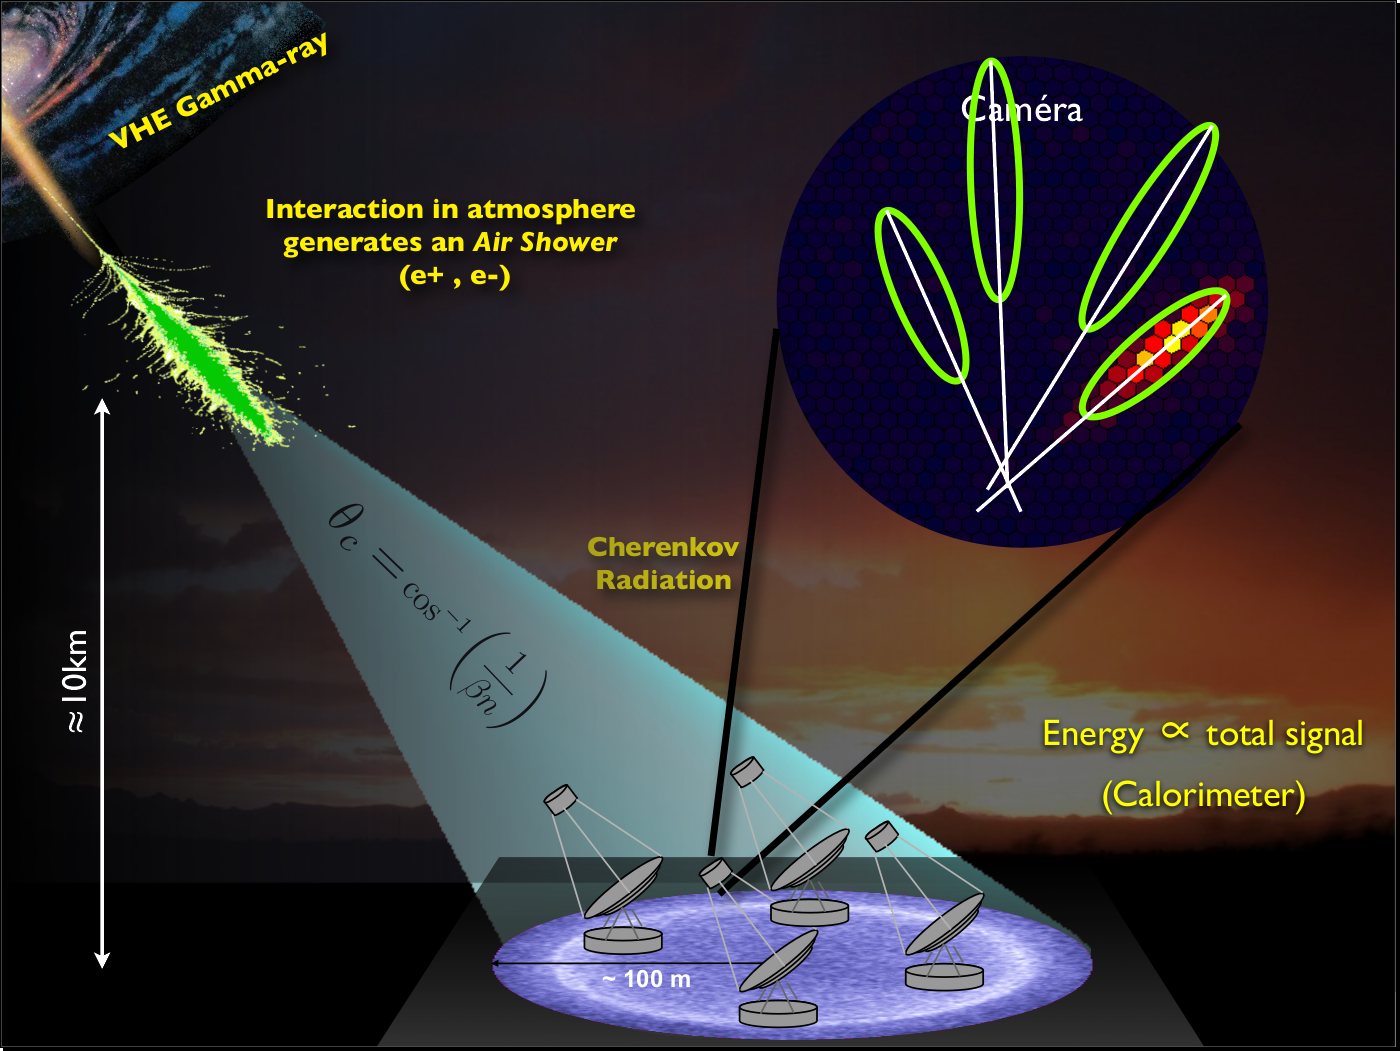 VHE Gamma-ray
Caméra
Interaction in atmosphere
generates an Air Shower
(e+ , e-)
θc = cos⁻¹(1/βn)
Cherenkov
Radiation
≈ 10km
Energy ∝ total signal
(Calorimeter)
~ 100 m